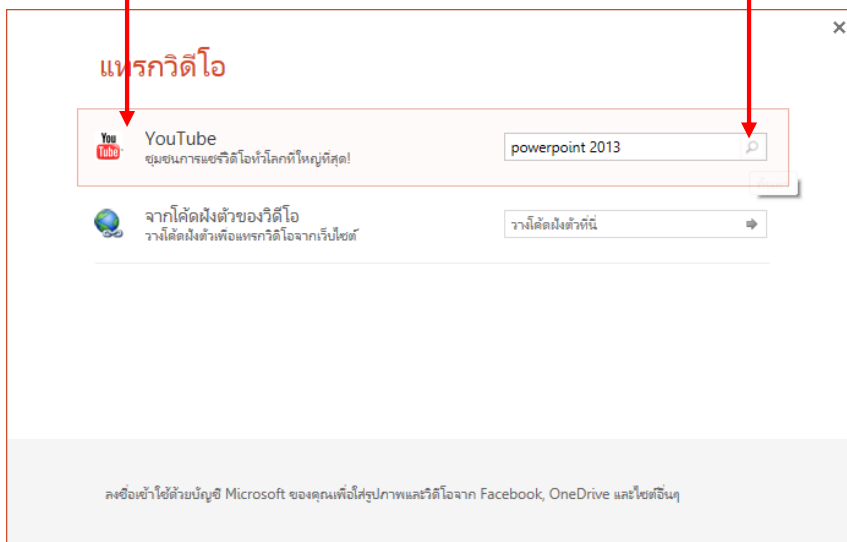 แทรกวิดีโอ
You Tube
YouTube
ชุมชนการแชร์วิดีโอทั่วโลกที่ใหญ่ที่สุด!
powerpoint 2013
จากโค้ดฝังตัวของวิดีโอ
วางโค้ดฝังตัวเพื่อแทรกวิดีโอจากเว็บไซต์
วางโค้ดฝังตัวที่นี่
ลงชื่อเข้าใช้ด้วยบัญชี Microsoft ของคุณเพื่อใส่รูปภาพและวิดีโอจาก Facebook, OneDrive และไซต์อื่นๆ